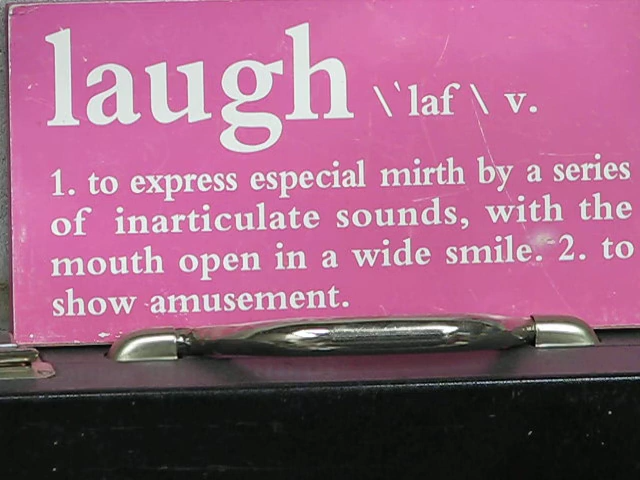 laugh \ˈlaf \ v.
1. to express especial mirth by a series
of inarticulate sounds, with the
mouth open in a wide smile. 2. to
show amusement.